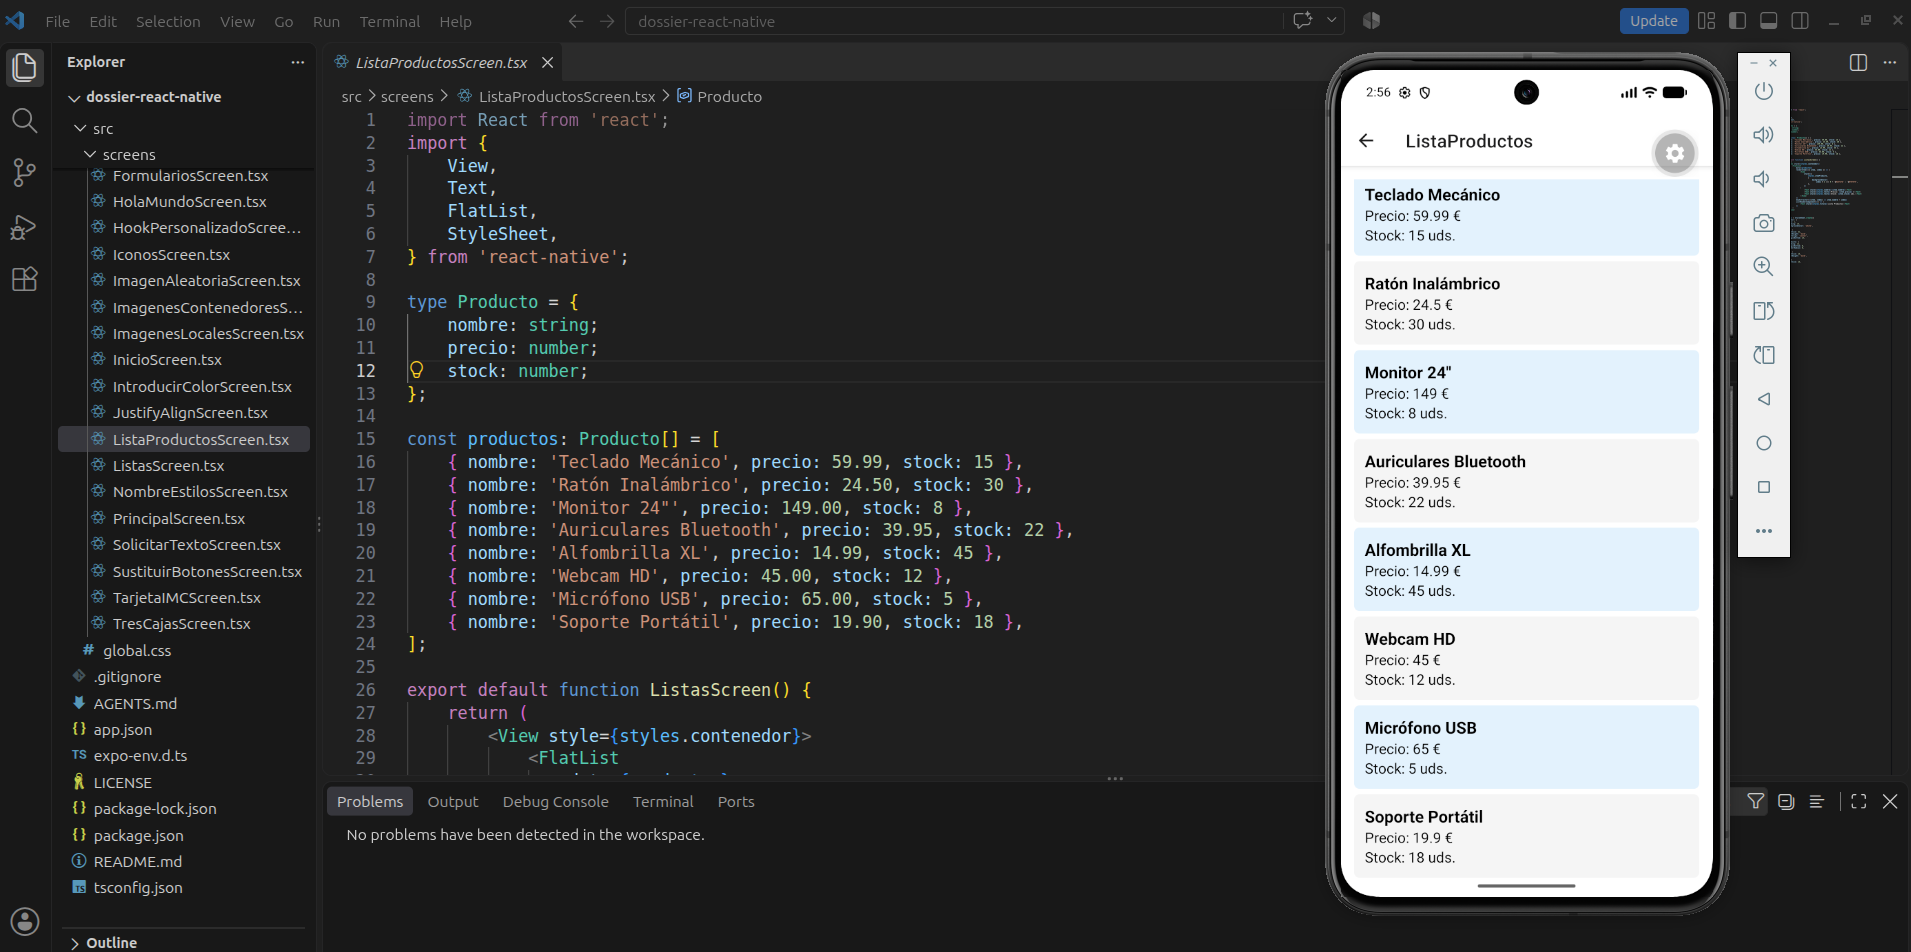 File Edit Selection View Go Run Terminal Help
dossier-react-native
Update
Explorer
dossier-react-native
src
screens
FormulariosScreen.tsx
HolaMundoScreen.tsx
HookPersonalizadoScree...
IconosScreen.tsx
ImagenAleatoriaScreen.tsx
ImagenesContenedoresS...
ImagenesLocalesScreen.tsx
InicioScreen.tsx
IntroducirColorScreen.tsx
JustifyAlignScreen.tsx
ListaProductosScreen.tsx
ListasScreen.tsx
NombreEstilosScreen.tsx
PrincipalScreen.tsx
SolicitarTextoScreen.tsx
SustituirBotonesScreen.tsx
TarjetaIMCScreen.tsx
TresCajasScreen.tsx
# global.css
.gitignore
AGENTS.md
{} app.json
TS expo-env.d.ts
LICENSE
{} package-lock.json
{} package.json
README.md
TS tsconfig.json
Outline
ListaProductosScreen.tsx
src > screens > ListaProductosScreen.tsx > Producto
1 import React from 'react';
2 import {
3 View,
4 Text,
5 FlatList,
6 StyleSheet,
7 } from 'react-native';
8
9 type Producto = {
10 nombre: string;
11 precio: number;
12 stock: number;
13 };
14
15 const productos: Producto[] = [
16 { nombre: 'Teclado Mecánico', precio: 59.99, stock: 15 },
17 { nombre: 'Ratón Inalámbrico', precio: 24.50, stock: 30 },
18 { nombre: 'Monitor 24"', precio: 149.00, stock: 8 },
19 { nombre: 'Auriculares Bluetooth', precio: 39.95, stock: 22 },
20 { nombre: 'Alfombrilla XL', precio: 14.99, stock: 45 },
21 { nombre: 'Webcam HD', precio: 45.00, stock: 12 },
22 { nombre: 'Micrófono USB', precio: 65.00, stock: 5 },
23 { nombre: 'Soporte Portátil', precio: 19.90, stock: 18 },
24 ];
25
26 export default function ListasScreen() {
27 return (
28 <View style={styles.contenedor}>
29 <FlatList
Problems Output Debug Console Terminal Ports
No problems have been detected in the workspace.
2:56
ListaProductos
Teclado Mecánico
Precio: 59.99 €
Stock: 15 uds.
Ratón Inalámbrico
Precio: 24.5 €
Stock: 30 uds.
Monitor 24"
Precio: 149 €
Stock: 8 uds.
Auriculares Bluetooth
Precio: 39.95 €
Stock: 22 uds.
Alfombrilla XL
Precio: 14.99 €
Stock: 45 uds.
Webcam HD
Precio: 45 €
Stock: 12 uds.
Micrófono USB
Precio: 65 €
Stock: 5 uds.
Soporte Portátil
Precio: 19.9 €
Stock: 18 uds.